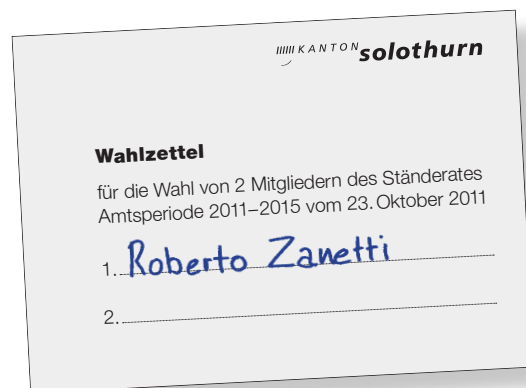 KANTON solothurn
Wahlzettel
für die Wahl von 2 Mitgliedern des Ständerates
Amtsperiode 2011–2015 vom 23. Oktober 2011
1. Roberto Zanetti
2.